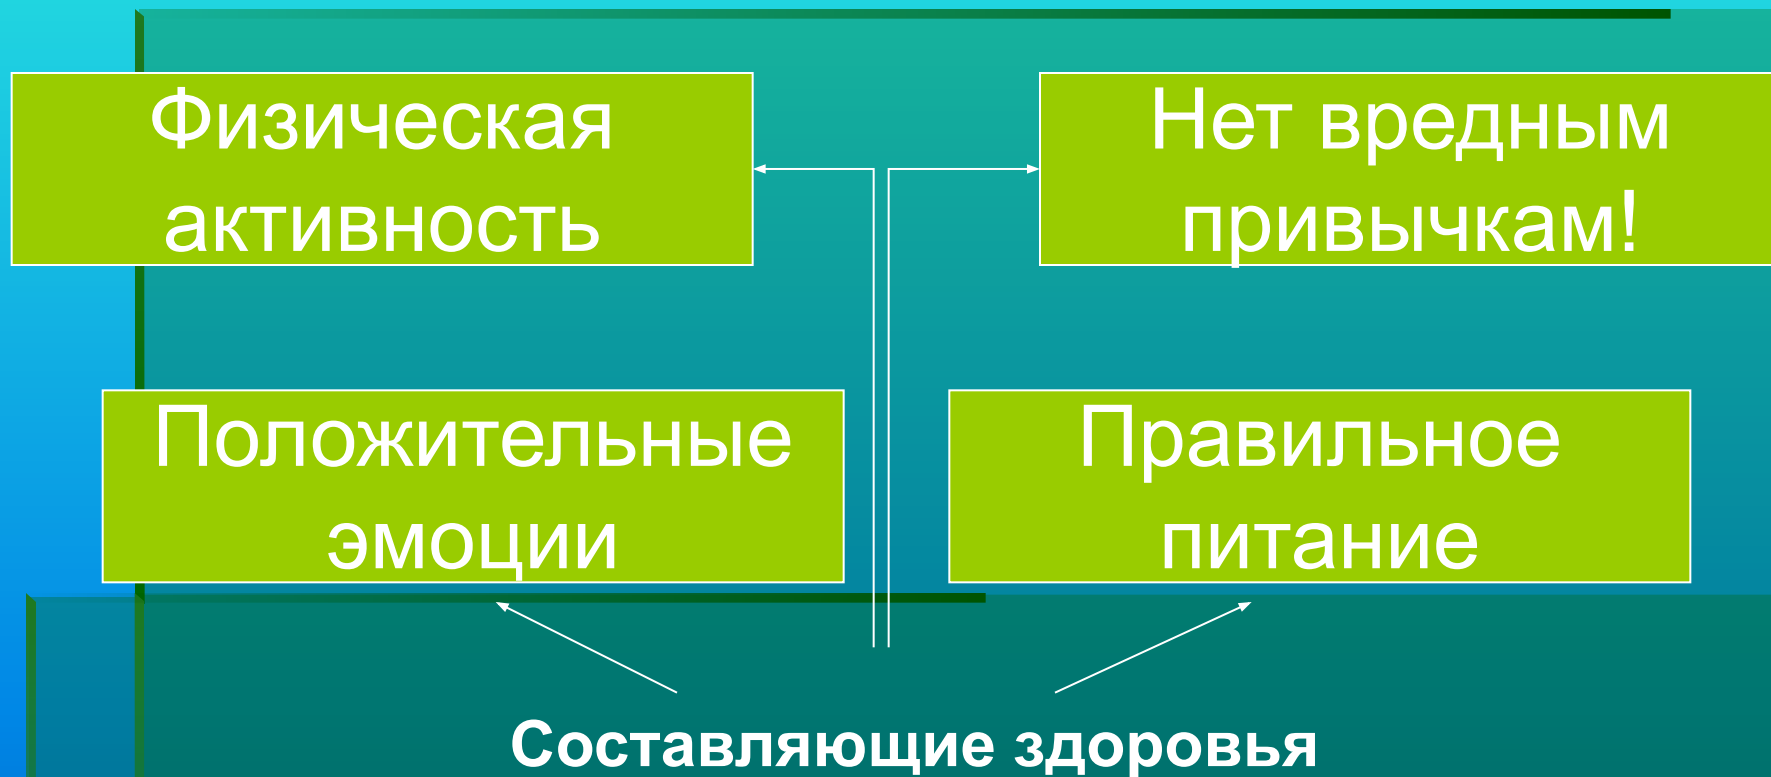 Физическая
активность
Нет вредным
привычкам!
Положительные
эмоции
Правильное
питание
Составляющие здоровья